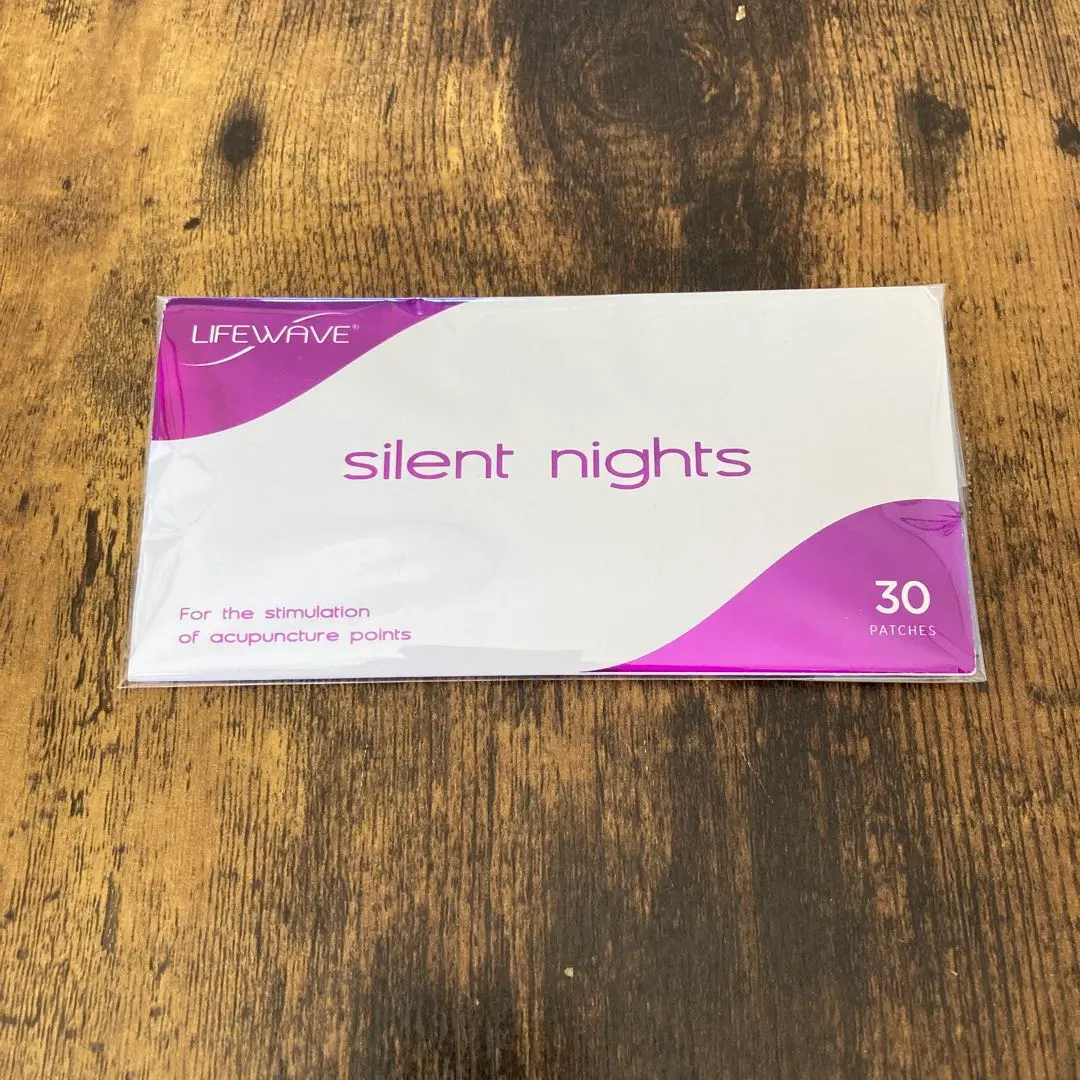 LIFEWAVE®
silent nights
For the stimulation
of acupuncture points
30
PATCHES